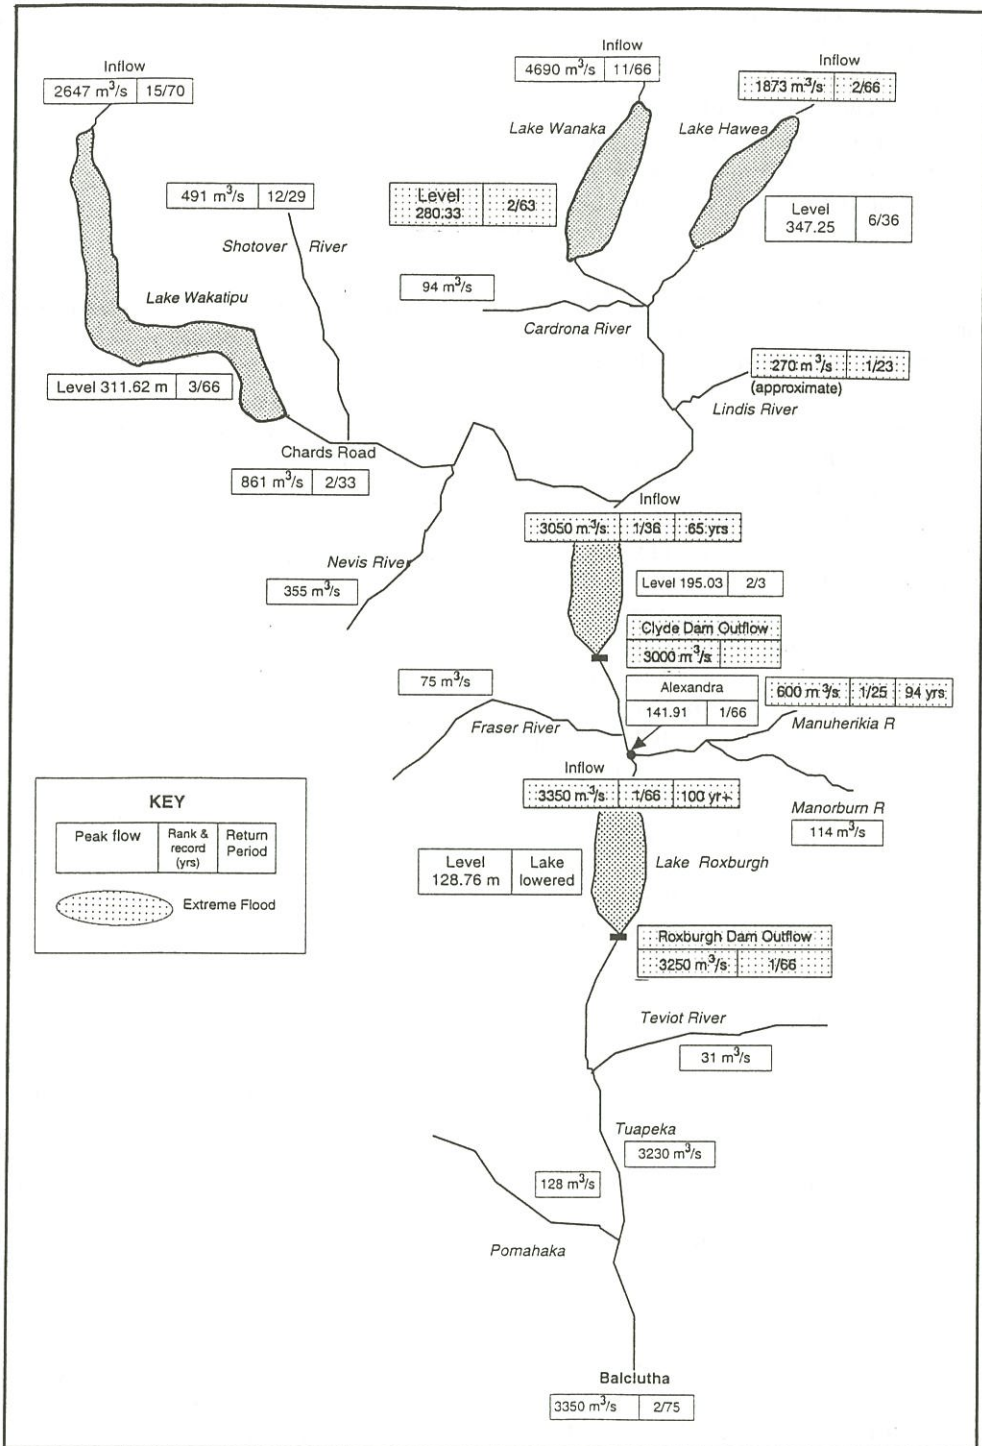 Inflow
4690 m³/s 11/66
Inflow
1873 m³/s 2/66
Inflow
2647 m³/s 15/70
Lake Wanaka
Lake Hawea
491 m³/s 12/29
Level
280.33 2/63
Level
347.25 6/36
Shotover River
94 m³/s
Lake Wakatipu
Cardrona River
270 m³/s 1/23
(approximate)
Level 311.62 m 3/66
Lindis River
Chards Road
861 m³/s 2/33
Inflow
3050 m³/s 1/36 65 yrs
Nevis River
355 m³/s
Level 195.03 2/3
Clyde Dam Outflow
3000 m³/s
75 m³/s
Alexandra
141.91 1/66
600 m³/s 1/25 94 yrs
Fraser River
Manuherikia R
Inflow
3350 m³/s 1/66 100 yr+
Manorburn R
114 m³/s
KEY
Peak flow
Rank &
record
(yrs)
Return
Period
Extreme Flood
Level
128.76 m
Lake
lowered
Lake Roxburgh
Roxburgh Dam Outflow
3250 m³/s 1/66
Teviot River
31 m³/s
Tuapeka
3230 m³/s
128 m³/s
Pomahaka
Balclutha
3350 m³/s 2/75